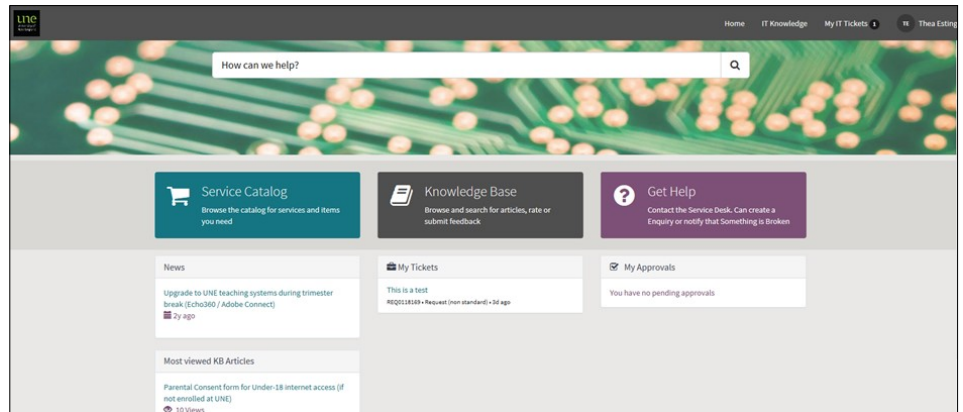 une
Home IT Knowledge My IT Tickets 1 TE Thea Esting
How can we help?
Service Catalog
Browse the catalog for services and items
you need
Knowledge Base
Browse and search for articles, rate or
submit feedback
Get Help
Contact the Service Desk. Can create a
Enquiry or notify that Something is Broken
News
Upgrade to UNE teaching systems during trimester
break (Echo360 / Adobe Connect)
2y ago
Most viewed KB Articles
Parental Consent form for Under-18 internet access (if
not enrolled at UNE)
10 Views
My Tickets
This is a test
REQ0118169 • Request (non standard) • 3d ago
My Approvals
You have no pending approvals